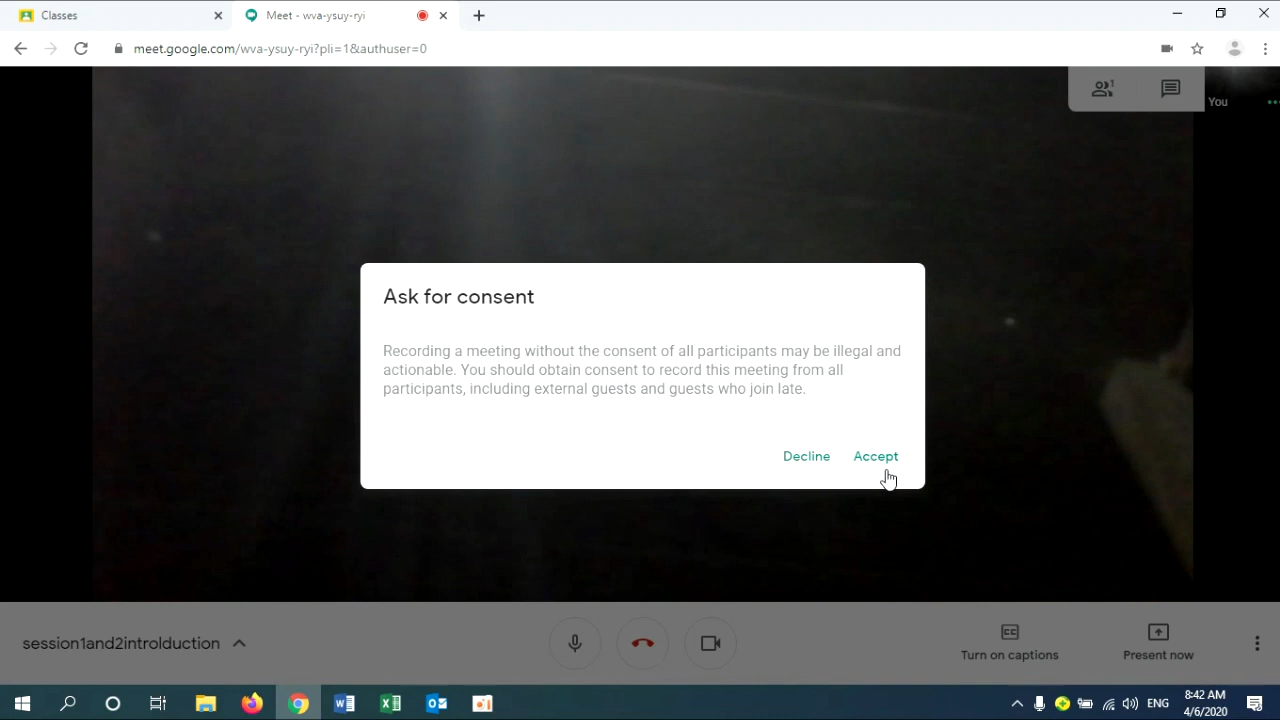 Classes
Meet - wva-ysuy-ryi
meet.google.com/wva-ysuy-ryi?pli=1&authuser=0
1
You
Ask for consent
Recording a meeting without the consent of all participants may be illegal and
actionable. You should obtain consent to record this meeting from all
participants, including external guests and guests who join late.
Decline
Accept
session1and2introlduction
Turn on captions
Present now
ENG
8:42 AM
4/6/2020